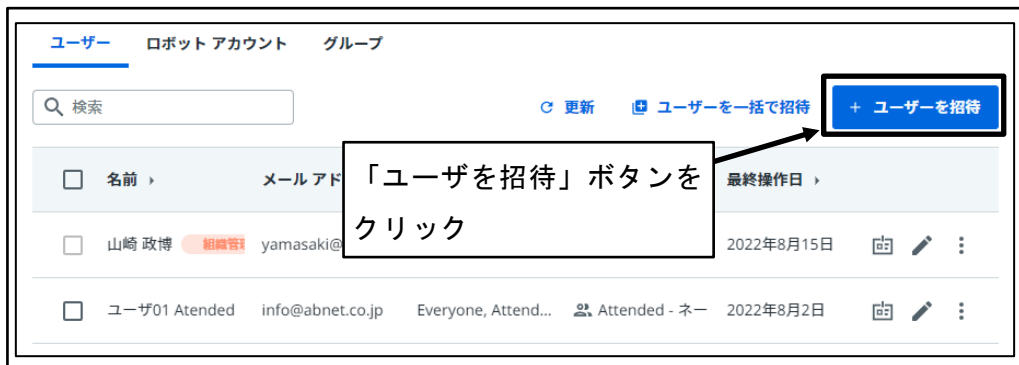 ユーザー ロボット アカウント グループ
検索 更新 ユーザーを一括で招待 + ユーザーを招待
「ユーザを招待」ボタンを
クリック
名前 メール アド 最終操作日
山崎 政博 組織管理 yamasaki@ 2022年8月15日
ユーザ01 Atended info@abnet.co.jp Everyone, Attend... Attended - ネー 2022年8月2日